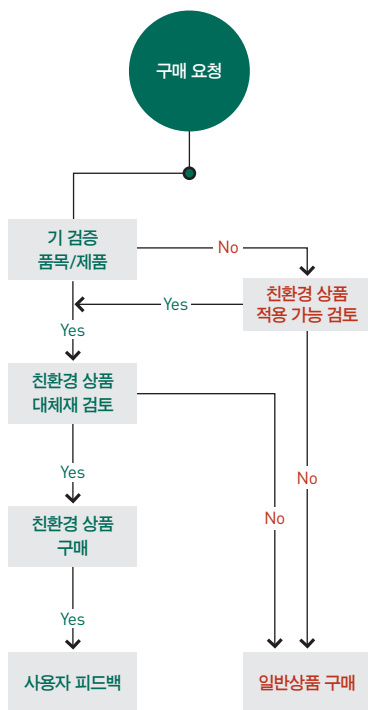 구매 요청
기 검증
품목/제품
No
친환경 상품
적용 가능 검토
Yes
Yes
친환경 상품
대체재 검토
Yes
No
No
친환경 상품
구매
Yes
사용자 피드백
일반상품 구매